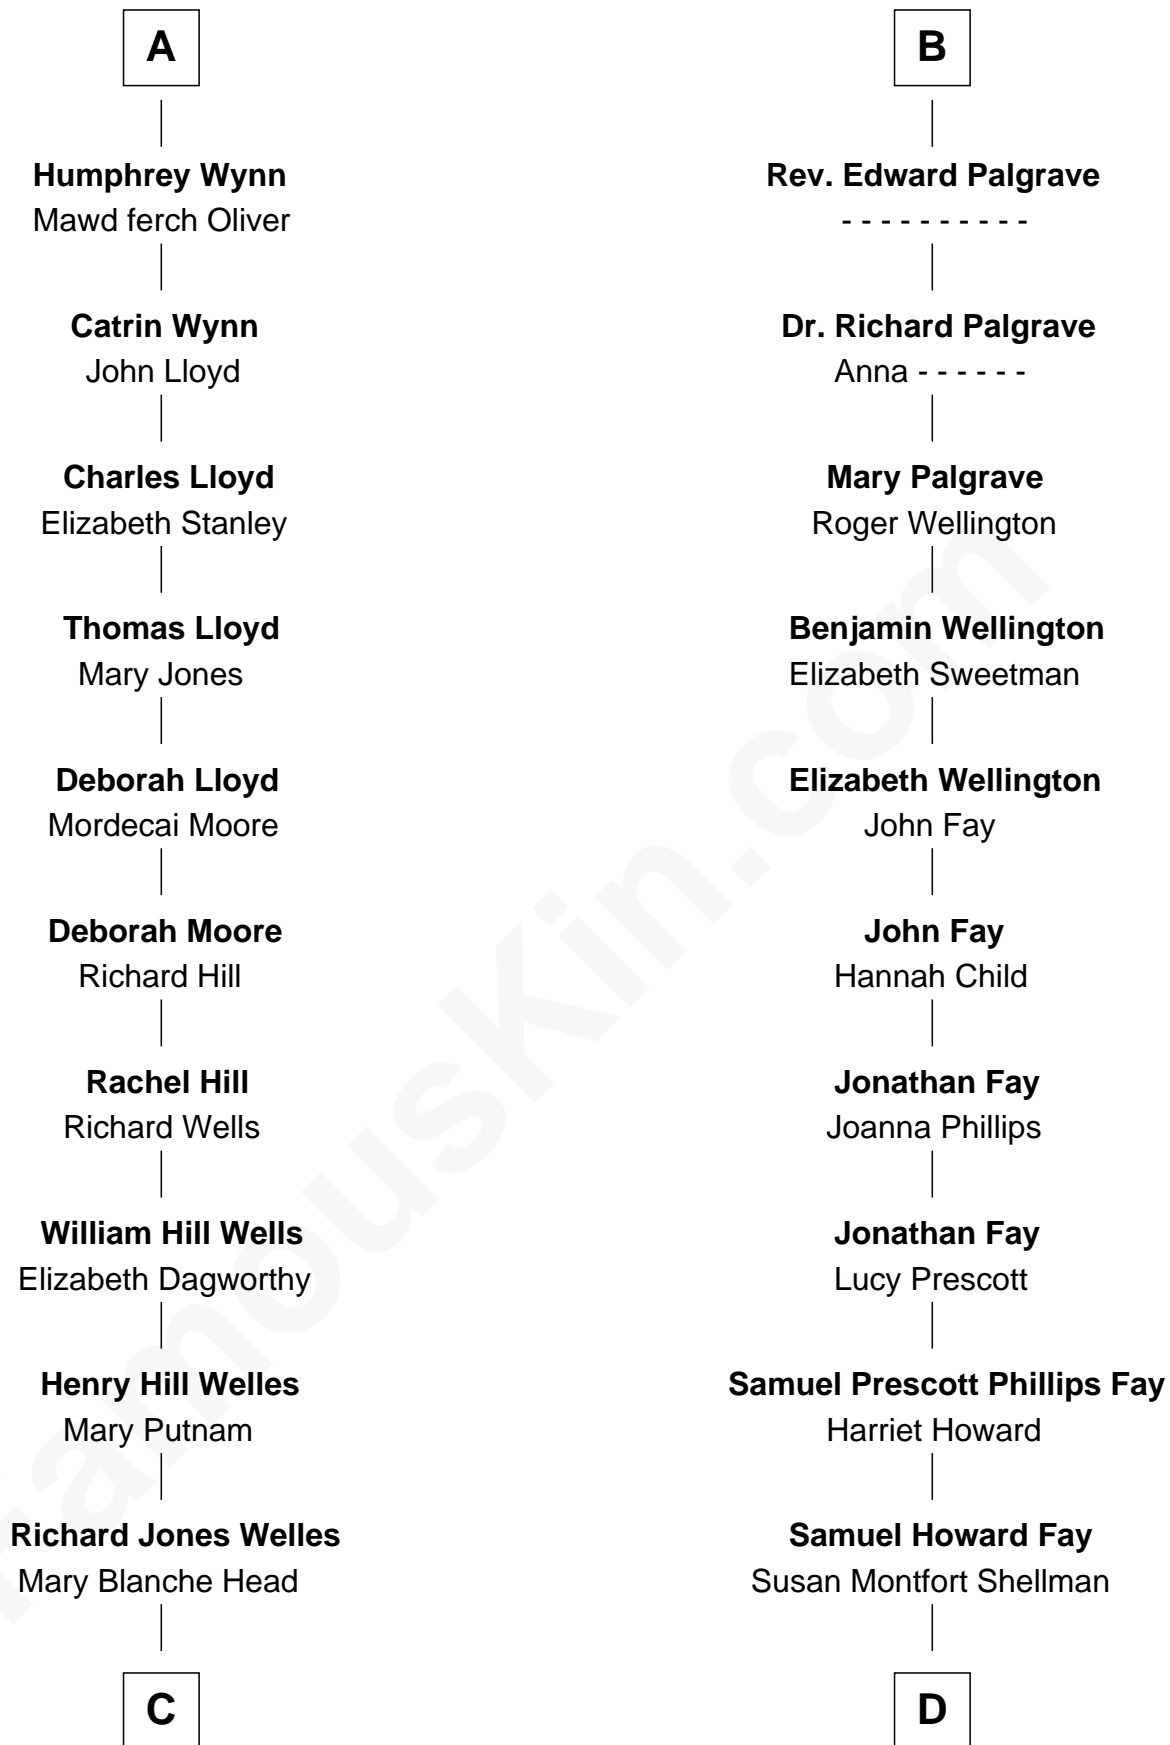 A
Humphrey Wynn
Mawd ferch Oliver
Catrin Wynn
John Lloyd
Charles Lloyd
Elizabeth Stanley
Thomas Lloyd
Mary Jones
Deborah Lloyd
Mordecai Moore
Deborah Moore
Richard Hill
Rachel Hill
Richard Wells
William Hill Wells
Elizabeth Dagworthy
Henry Hill Welles
Mary Putnam
Richard Jones Welles
Mary Blanche Head
C
B
Rev. Edward Palgrave
- - - - - - - - - -
Dr. Richard Palgrave
Anna - - - - - -
Mary Palgrave
Roger Wellington
Benjamin Wellington
Elizabeth Sweetman
Elizabeth Wellington
John Fay
John Fay
Hannah Child
Jonathan Fay
Joanna Phillips
Jonathan Fay
Lucy Prescott
Samuel Prescott Phillips Fay
Harriet Howard
Samuel Howard Fay
Susan Montfort Shellman
D
FamousKin.com